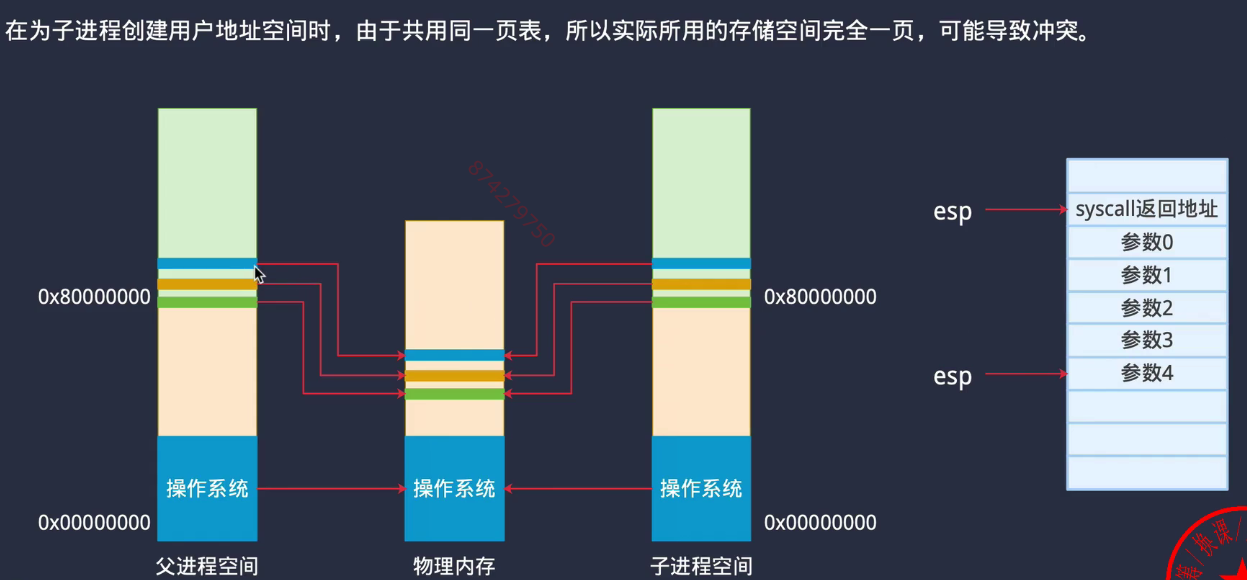 在为子进程创建用户地址空间时，由于共用同一页表，所以实际所用的存储空间完全一页，可能导致冲突。
874279750
esp
syscall返回地址
参数0
0x80000000
0x80000000
参数1
参数2
参数3
esp
参数4
操作系统
操作系统
操作系统
0x00000000
0x00000000
父进程空间
物理内存
子进程空间
换课